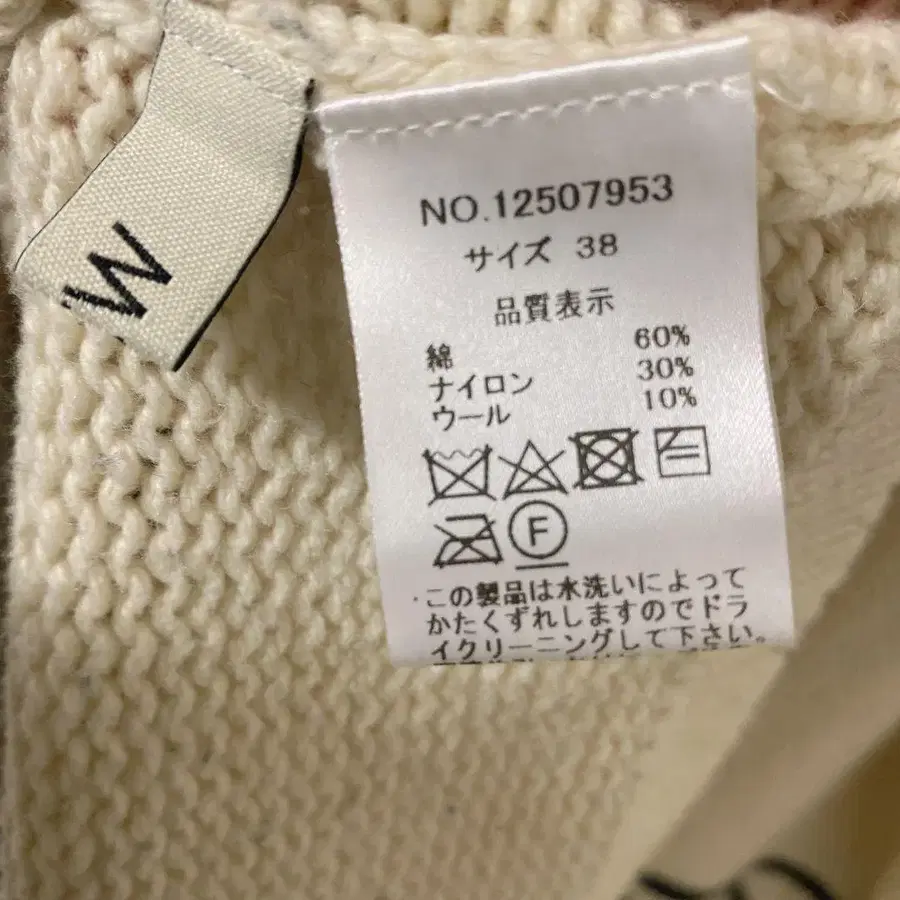 W
NO.12507953
サイズ 38
品質表示
綿 60%
ナイロン 30%
ウール 10%
F
・この製品は水洗いによって
かたくずれしますのでドラ
イクリーニングして下さい。